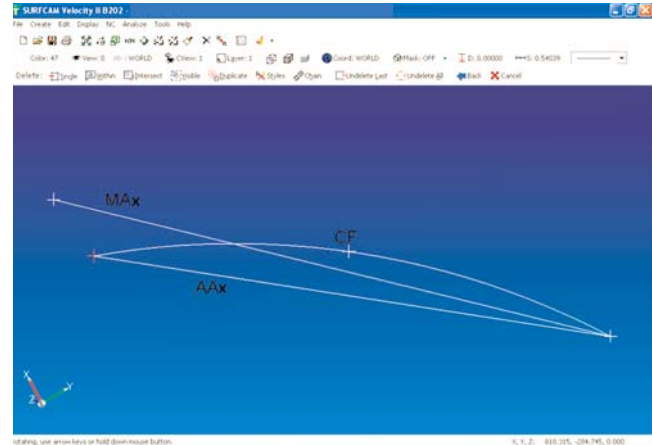 SURFCAM Velocity II B202 -
File Create Edit Display NC Analyze Tools Help
Color: 47 View: 0 : WORLD CView: 1 Layer: 1 Coord: WORLD Mask: OFF D: 0.00000 S: 0.54039
Delete: Single Within Intersect Visible Duplicate Styles Chain Undelete Last Undelete All Back Cancel
MAx
CF
AAx
X
Y
Z
otating, use arrow keys or hold down mouse button. X, Y, Z: 818.315, -284.745, 0.000